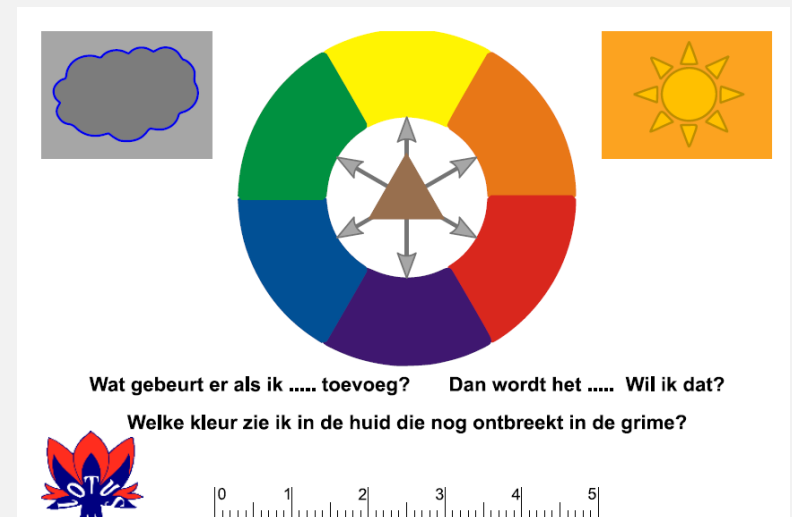 Wat gebeurt er als ik ..... toevoeg? Dan wordt het ..... Wil ik dat?
Welke kleur zie ik in de huid die nog ontbreekt in de grime?
LOTUS
0 1 2 3 4 5